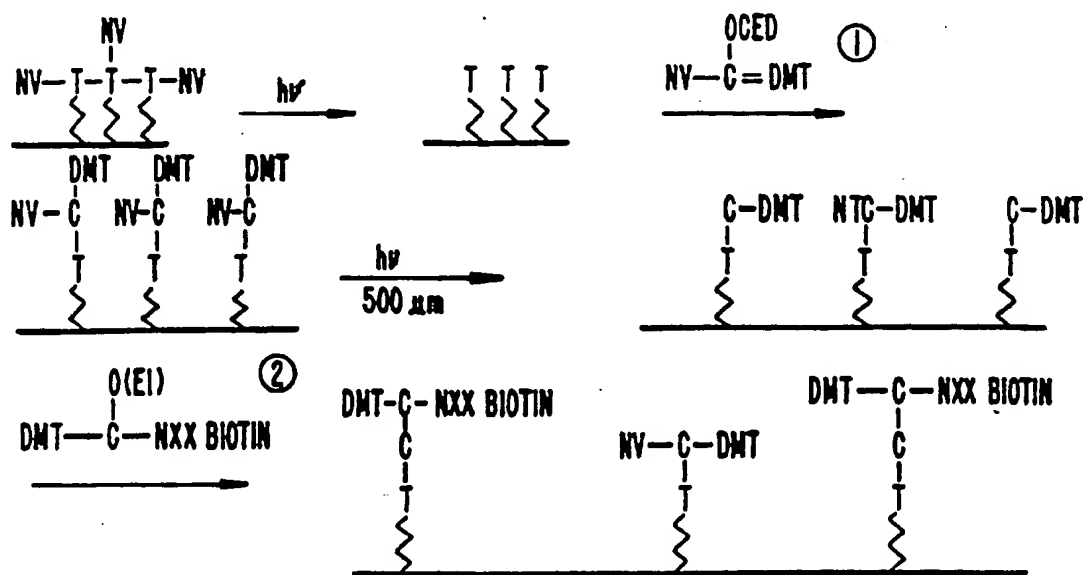 NV
NV-T-T-T-NV
hν
T T T
OCED
NV-C=DMT
①
DMT DMT DMT
NV-C NV-C NV-C
T T T
hν
500 µm
C-DMT NTC-DMT C-DMT
T T T
O(EI)
②
DMT-C-NXX BIOTIN
DMT-C-NXX BIOTIN
C
T
NV-C-DMT
T
DMT-C-NXX BIOTIN
C
T